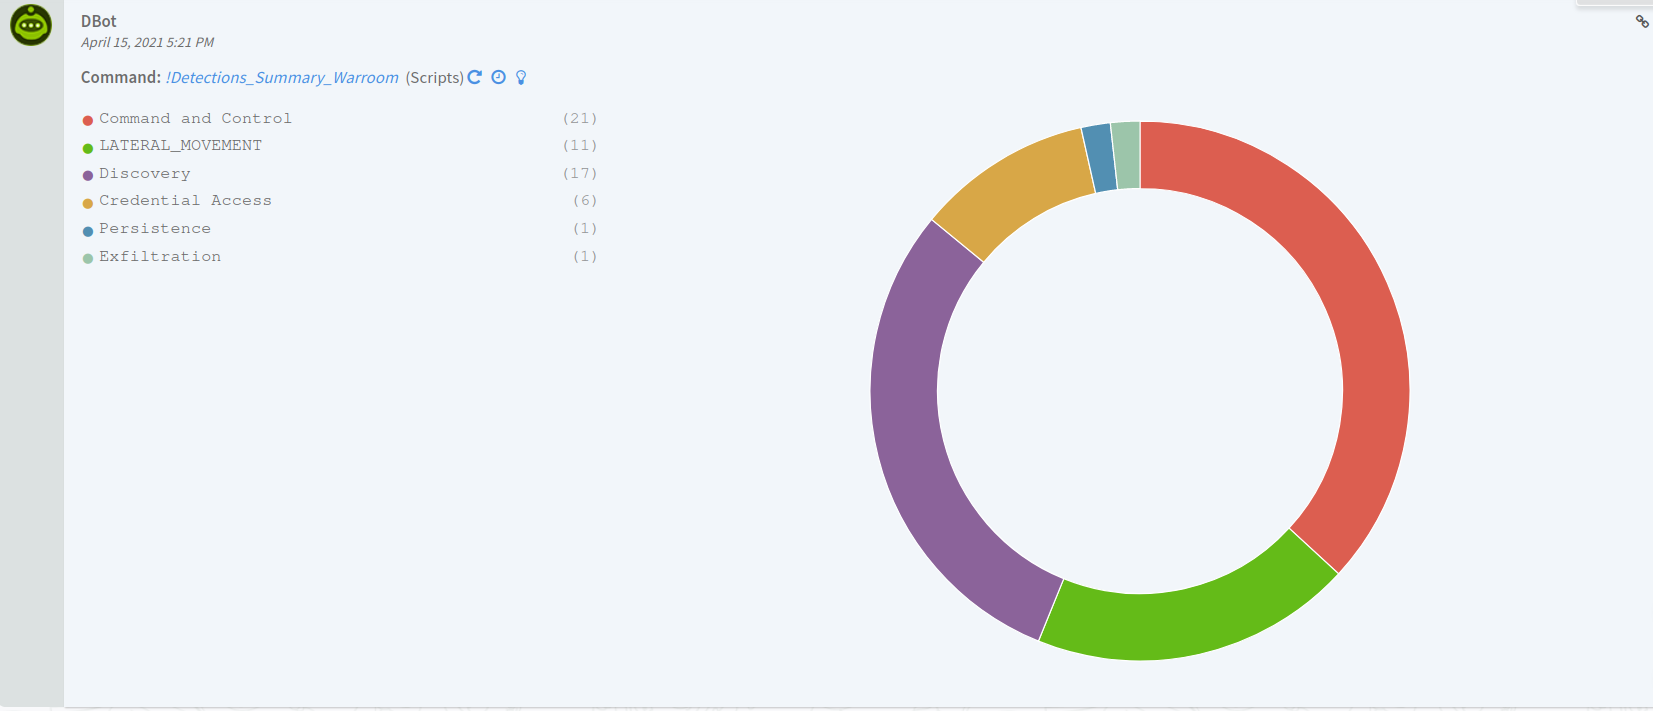 DBot
April 15, 2021 5:21 PM
Command: !Detections_Summary_Warroom (Scripts)
Command and Control (21)
LATERAL_MOVEMENT (11)
Discovery (17)
Credential Access (6)
Persistence (1)
Exfiltration (1)